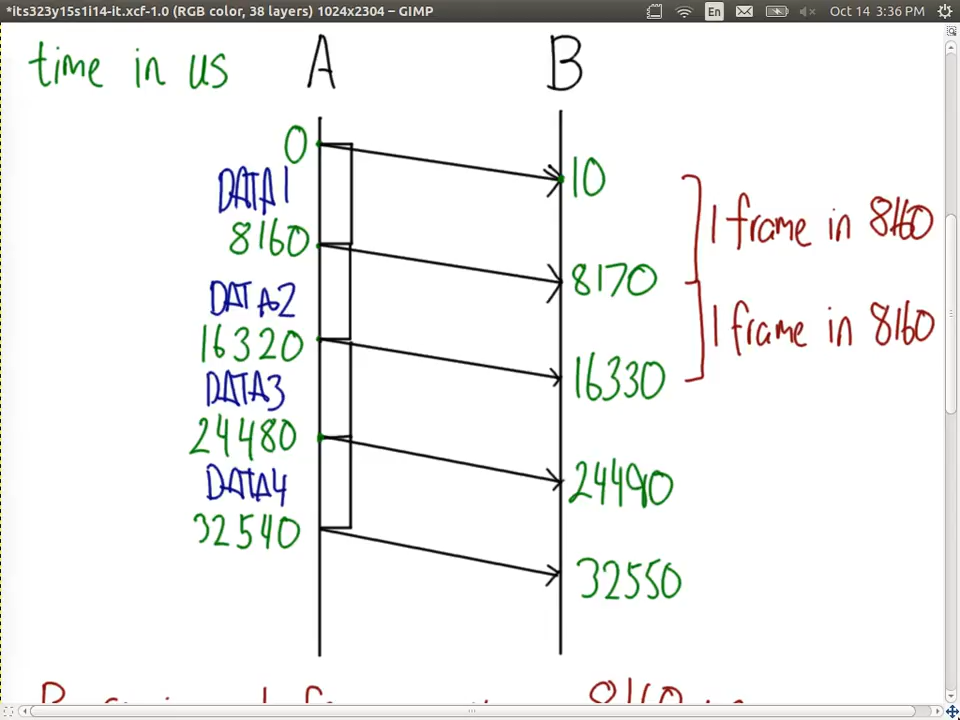 *its323y15s1i14-it.xcf-1.0 (RGB color, 38 layers) 1024x2304 – GIMP
En
Oct 14 3:36 PM
time in us
A
B
0
10
DATA1
1 frame in 8160
8160
8170
DATA2
1 frame in 8160
16320
16330
DATA3
24480
24490
DATA4
32540
32550